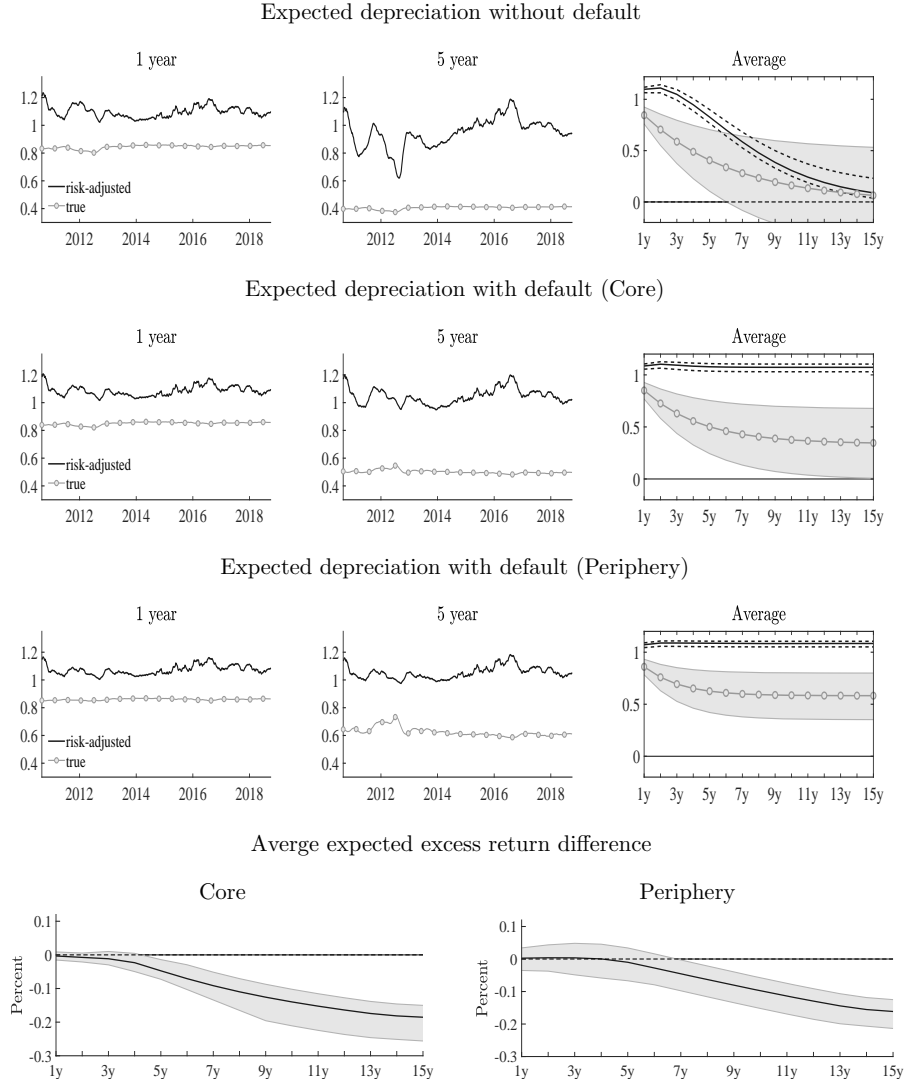 Expected depreciation without default
1 year
5 year
Average
1.2
1
0.8
0.6
0.4
risk-adjusted
true
2012 2014 2016 2018
1.2
1
0.8
0.6
0.4
2012 2014 2016 2018
1
0.5
0
1y 3y 5y 7y 9y 11y 13y 15y
Expected depreciation with default (Core)
1 year
5 year
Average
1.2
1
0.8
0.6
0.4
risk-adjusted
true
2012 2014 2016 2018
1.2
1
0.8
0.6
0.4
2012 2014 2016 2018
1
0.5
0
1y 3y 5y 7y 9y 11y 13y 15y
Expected depreciation with default (Periphery)
1 year
5 year
Average
1.2
1
0.8
0.6
0.4
risk-adjusted
true
2012 2014 2016 2018
1.2
1
0.8
0.6
0.4
2012 2014 2016 2018
1
0.5
0
1y 3y 5y 7y 9y 11y 13y 15y
Averge expected excess return difference
Core
Percent
0.1
0
-0.1
-0.2
-0.3
1y 3y 5y 7y 9y 11y 13y 15y
Periphery
Percent
0.1
0
-0.1
-0.2
-0.3
1y 3y 5y 7y 9y 11y 13y 15y